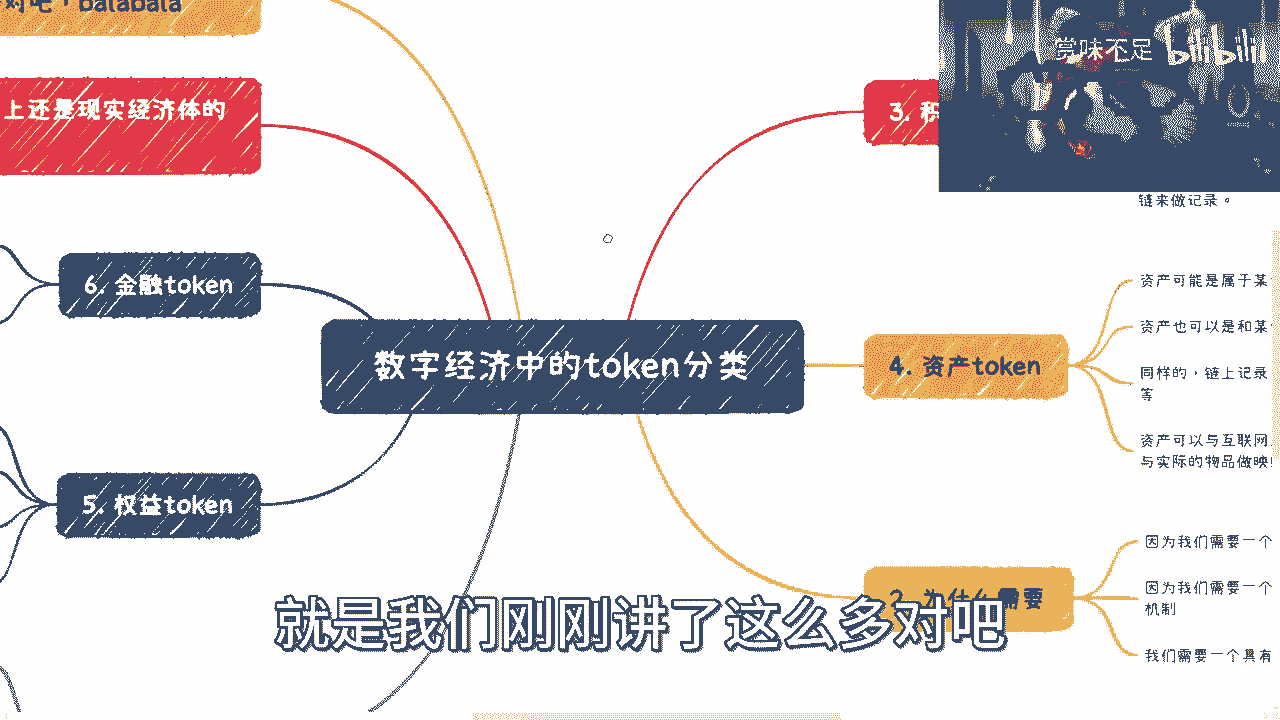 对吧，balabala
上还是现实经济体的
6. 金融token
5. 权益token
数字经济中的token分类
赏味不足 bilibili
3. 积
链来做记录。
4. 资产token
资产可能是属于某
资产也可以是和某
同样的，链上记录
等
资产可以与互联网
与实际的物品做映
2. 为什么需要
因为我们需要一个
因为我们需要一个
机制
我们需要一个具有
就是我们刚刚讲了这么多对吧